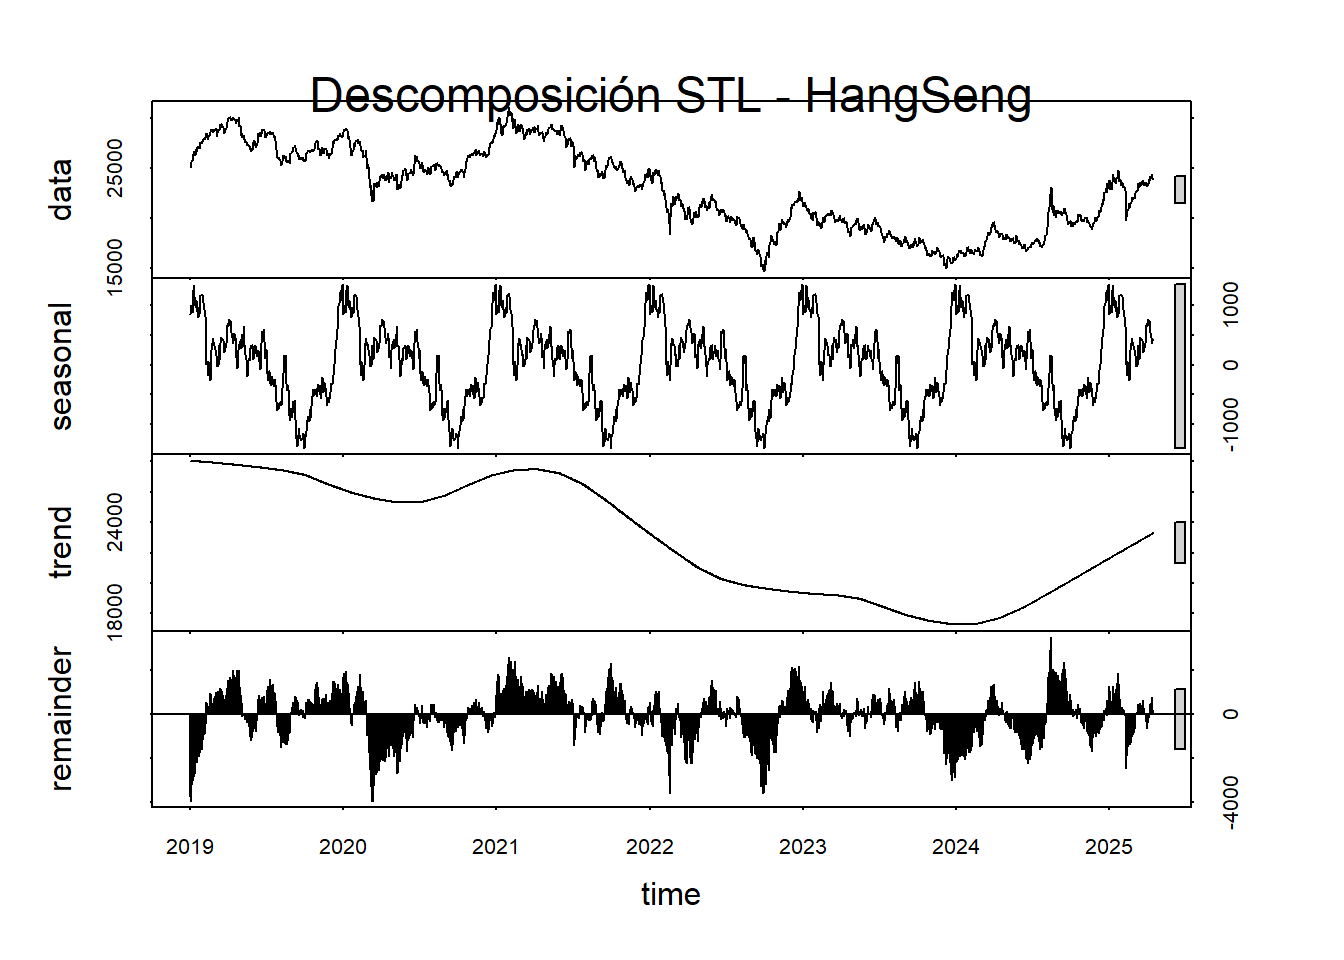 Descomposición STL - HangSeng
data
15000 25000
seasonal
-1000 0 1000
trend
18000 24000
remainder
-4000 0
2019 2020 2021 2022 2023 2024 2025
time